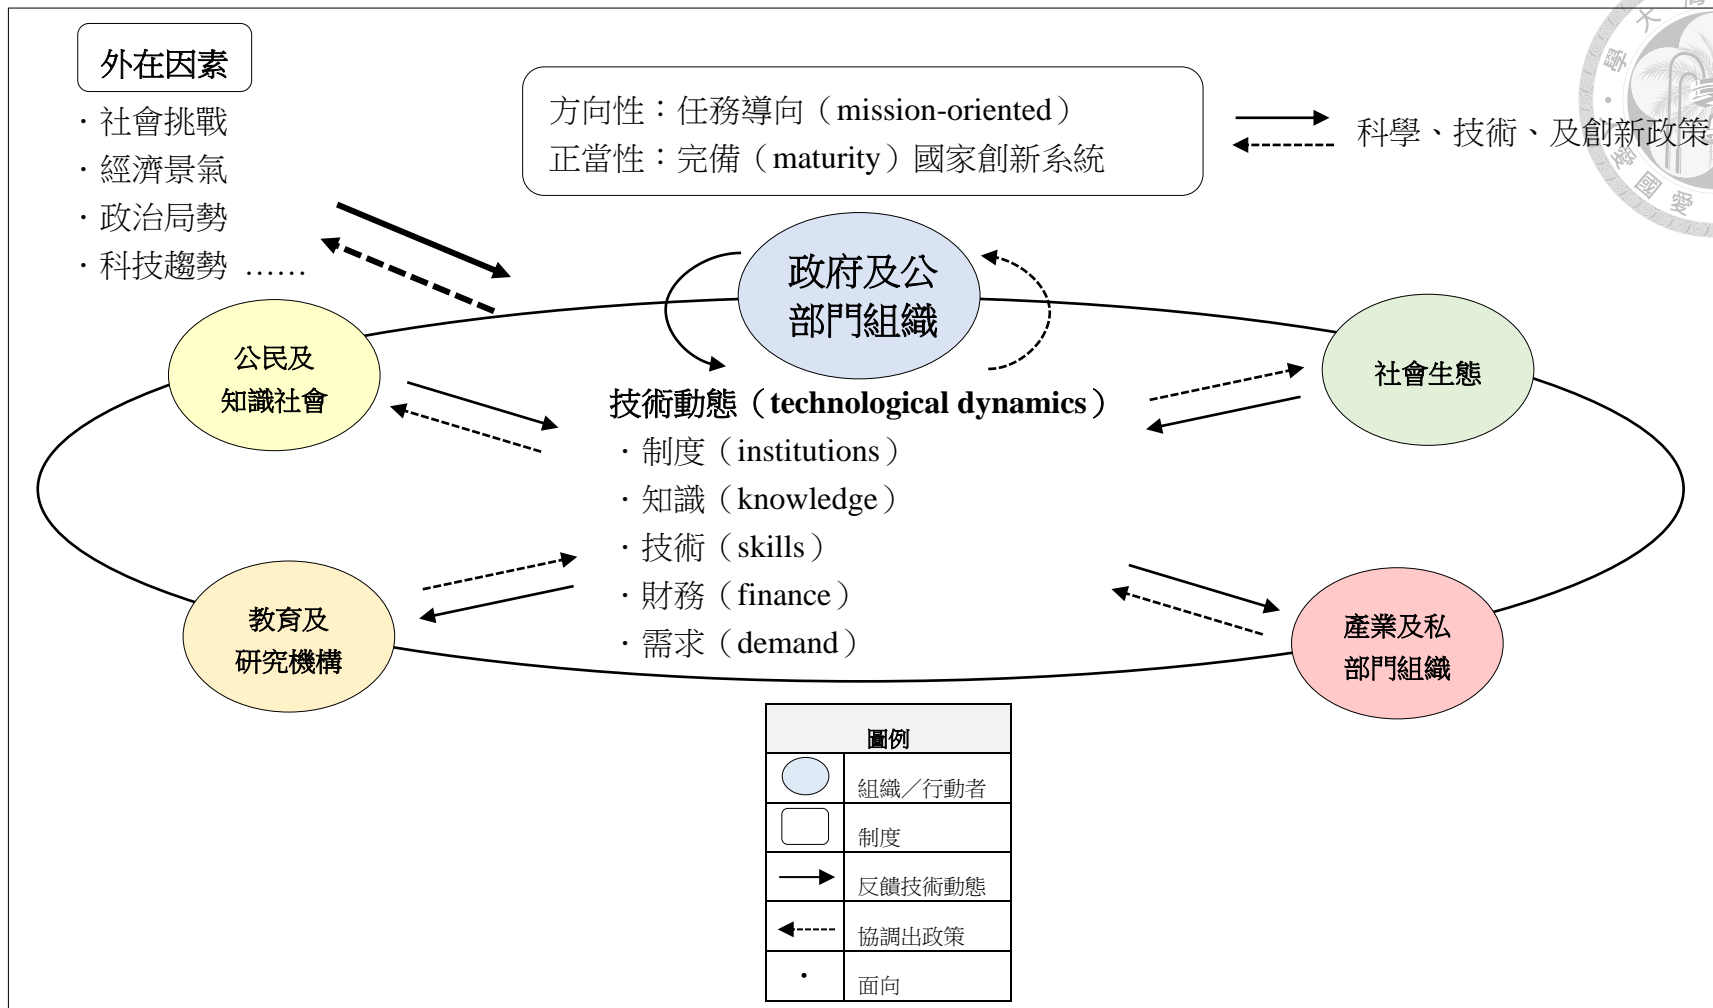 外在因素
·社會挑戰
·經濟景氣
·政治局勢
·科技趨勢 ……
方向性：任務導向（mission-oriented）
正當性：完備（maturity）國家創新系統
科學、技術、及創新政策
政府及公
部門組織
公民及
知識社會
社會生態
技術動態（technological dynamics）
·制度（institutions）
·知識（knowledge）
·技術（skills）
·財務（finance）
·需求（demand）
教育及
研究機構
產業及私
部門組織
圖例
組織／行動者
制度
反饋技術動態
協調出政策
· 面向
大
學
愛
國
愛